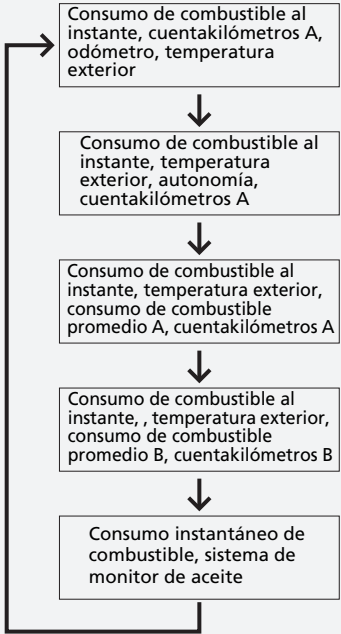 Consumo de combustible al
instante, cuentakilómetros A,
odómetro, temperatura
exterior
Consumo de combustible al
instante, temperatura
exterior, autonomía,
cuentakilómetros A
Consumo de combustible al
instante, temperatura exterior,
consumo de combustible
promedio A, cuentakilómetros A
Consumo de combustible al
instante, , temperatura exterior,
consumo de combustible
promedio B, cuentakilómetros B
Consumo instantáneo de
combustible, sistema de
monitor de aceite